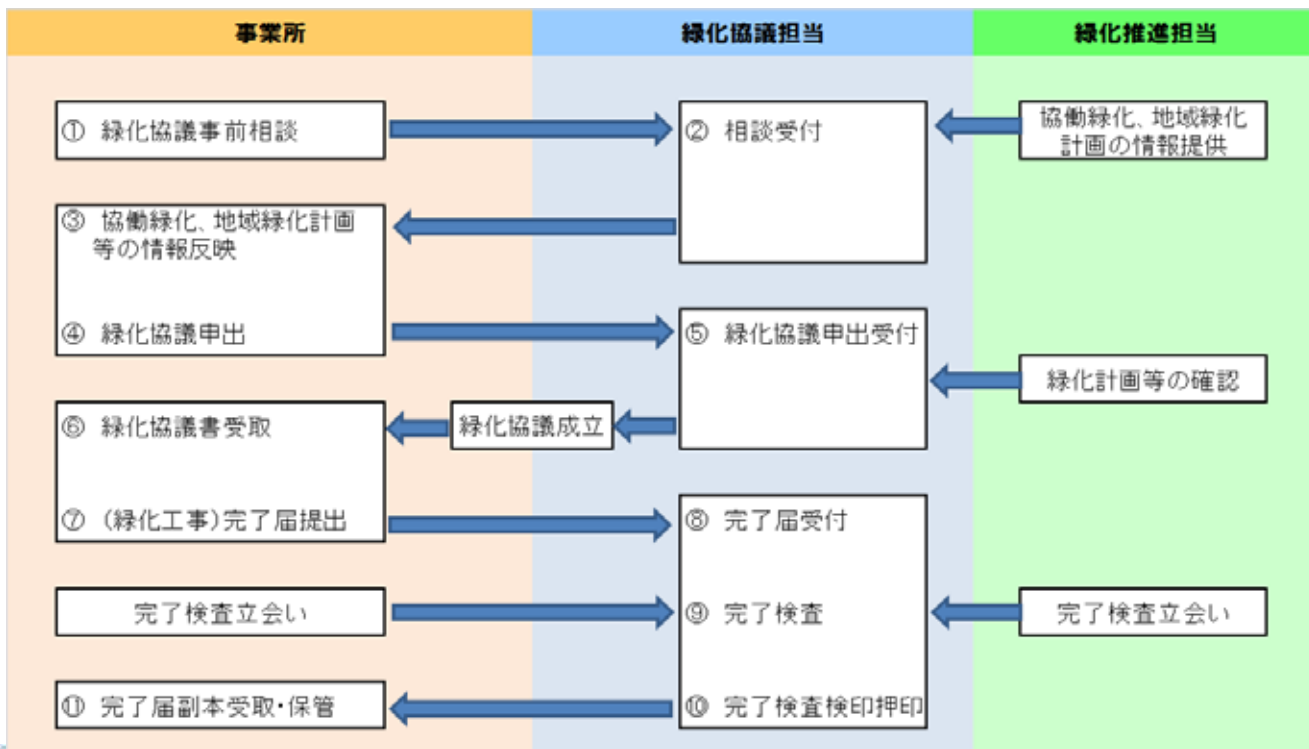 事業所
緑化協議担当
緑化推進担当
① 緑化協議事前相談
② 相談受付
協働緑化、地域緑化
計画の情報提供
③ 協働緑化、地域緑化計画
等の情報反映
④ 緑化協議申出
⑤ 緑化協議申出受付
緑化計画等の確認
⑥ 緑化協議書受取
緑化協議成立
⑦ (緑化工事)完了届提出
⑧ 完了届受付
完了検査立会い
⑨ 完了検査
完了検査立会い
⑪ 完了届副本受取・保管
⑩ 完了検査検印押印